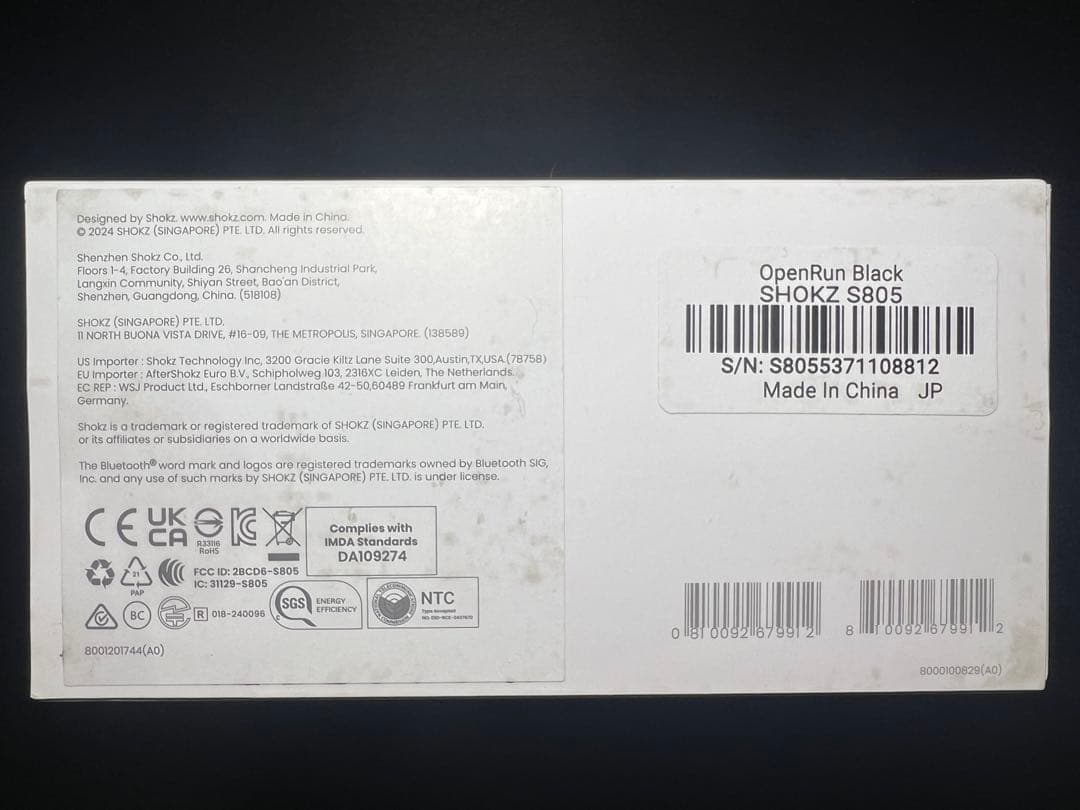 Designed by Shokz. www.shokz.com. Made in China.
© 2024 SHOKZ (SINGAPORE) PTE. LTD. All rights reserved.
Shenzhen Shokz Co., Ltd.
Floors 1-4, Factory Building 26, Shancheng Industrial Park,
Langxin Community, Shiyan Street, Bao'an District,
Shenzhen, Guangdong, China. (518108)
SHOKZ (SINGAPORE) PTE. LTD.
11 NORTH BUONA VISTA DRIVE, #16-09, THE METROPOLIS, SINGAPORE. (138589)
US Importer : Shokz Technology Inc, 3200 Gracie Kiltz Lane Suite 300,Austin,TX,USA.(78758)
EU Importer : AfterShokz Euro B.V., Schipholweg 103, 2316XC Leiden, The Netherlands.
EC REP : WSJ Product Ltd., Eschborner Landstraße 42-50,60489 Frankfurt am Main,
Germany.
Shokz is a trademark or registered trademark of SHOKZ (SINGAPORE) PTE. LTD.
or its affiliates or subsidiaries on a worldwide basis.
The Bluetooth® word mark and logos are registered trademarks owned by Bluetooth SIG,
Inc. and any use of such marks by SHOKZ (SINGAPORE) PTE. LTD. is under license.
CE UK CA
R33116
RoHS
Complies with
IMDA Standards
DA109274
21
PAP
FCC ID: 2BCD6-S805
IC: 31129-S805
BC
R 018-240096
SGS ENERGY EFFICIENCY
NTC
Type Accepted
8001201744(A0)
OpenRun Black
SHOKZ S805
S/N: S8055371108812
Made In China JP
0 810092 67991 2
8 10092 67991 2
8000100829(A0)